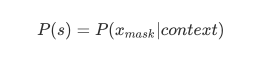 P(s) = P(x_{mask}|context)